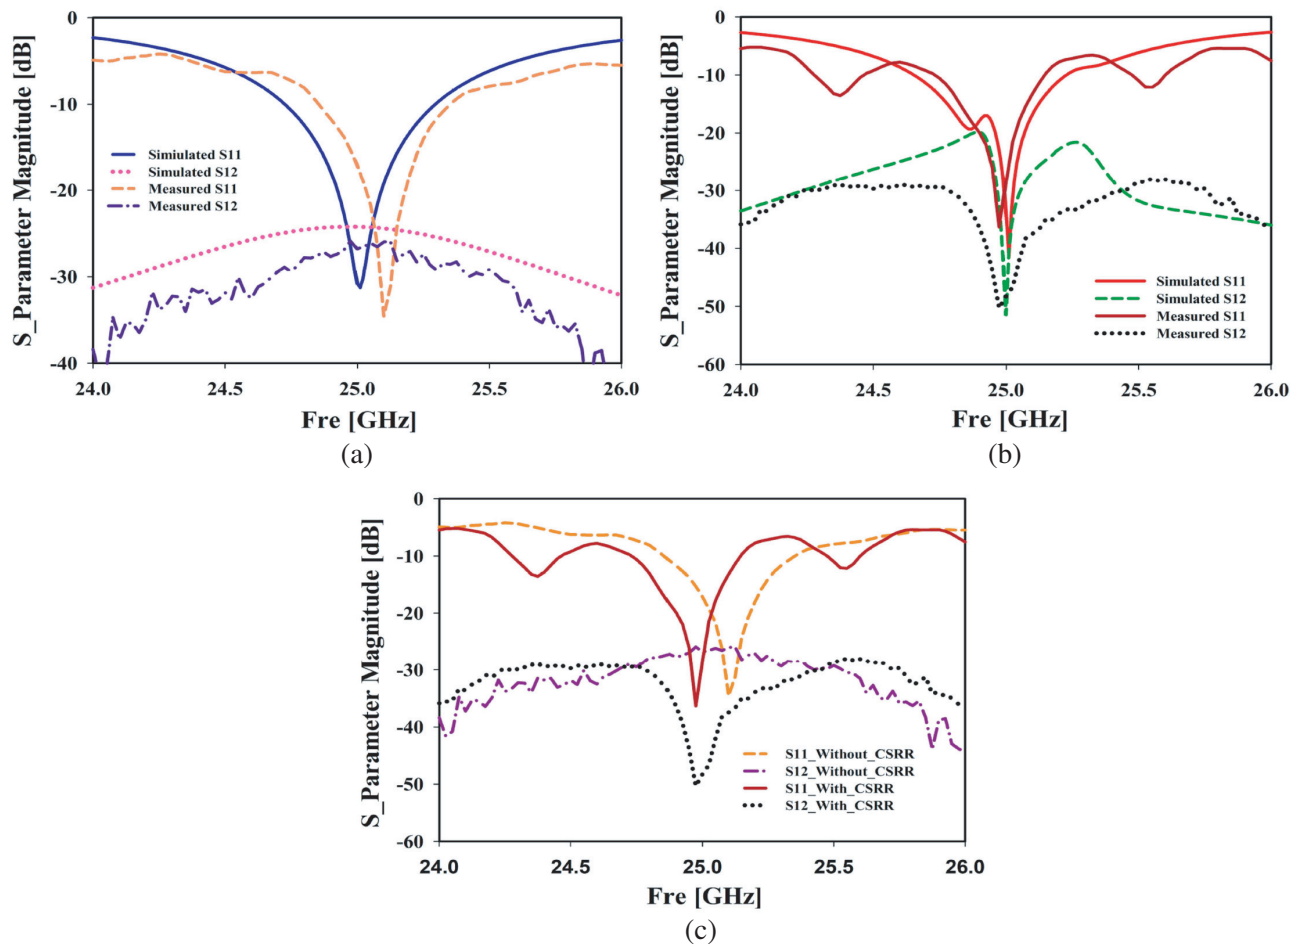 0
-10
-20
-30
-40
S_Parameter Magnitude [dB]
Simiulated S11
Simulated S12
Measured S11
Measured S12
24.0 24.5 25.0 25.5 26.0
Fre [GHz]
(a)
0
-10
-20
-30
-40
-50
-60
S_Parameter Magnitude [dB]
Simulated S11
Simulated S12
Measured S11
Measured S12
24.0 24.5 25.0 25.5 26.0
Fre [GHz]
(b)
0
-10
-20
-30
-40
-50
-60
S_Parameter Magnitude [dB]
S11_Without_CSRR
S12_Without_CSRR
S11_With_CSRR
S12_With_CSRR
24.0 24.5 25.0 25.5 26.0
Fre [GHz]
(c)